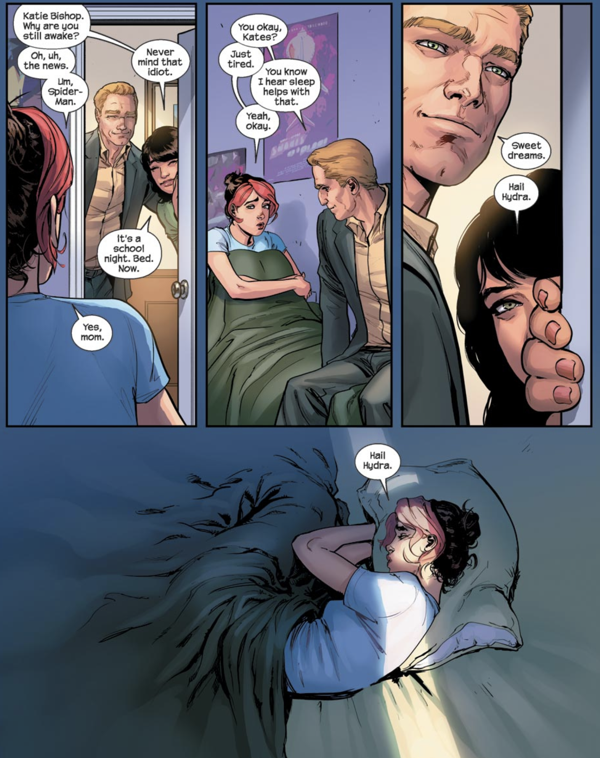 Katie Bishop.
Why are you
still awake?
Oh, uh,
the news.
Um,
Spider-
Man.
Never
mind that
idiot.
It's a
school
night. Bed.
Now.
Yes,
mom.
You okay,
Kates?
Just
tired.
You know
I hear sleep
helps with
that.
Yeah,
okay.
Sweet
dreams.
Hail
Hydra.
Hail
Hydra.